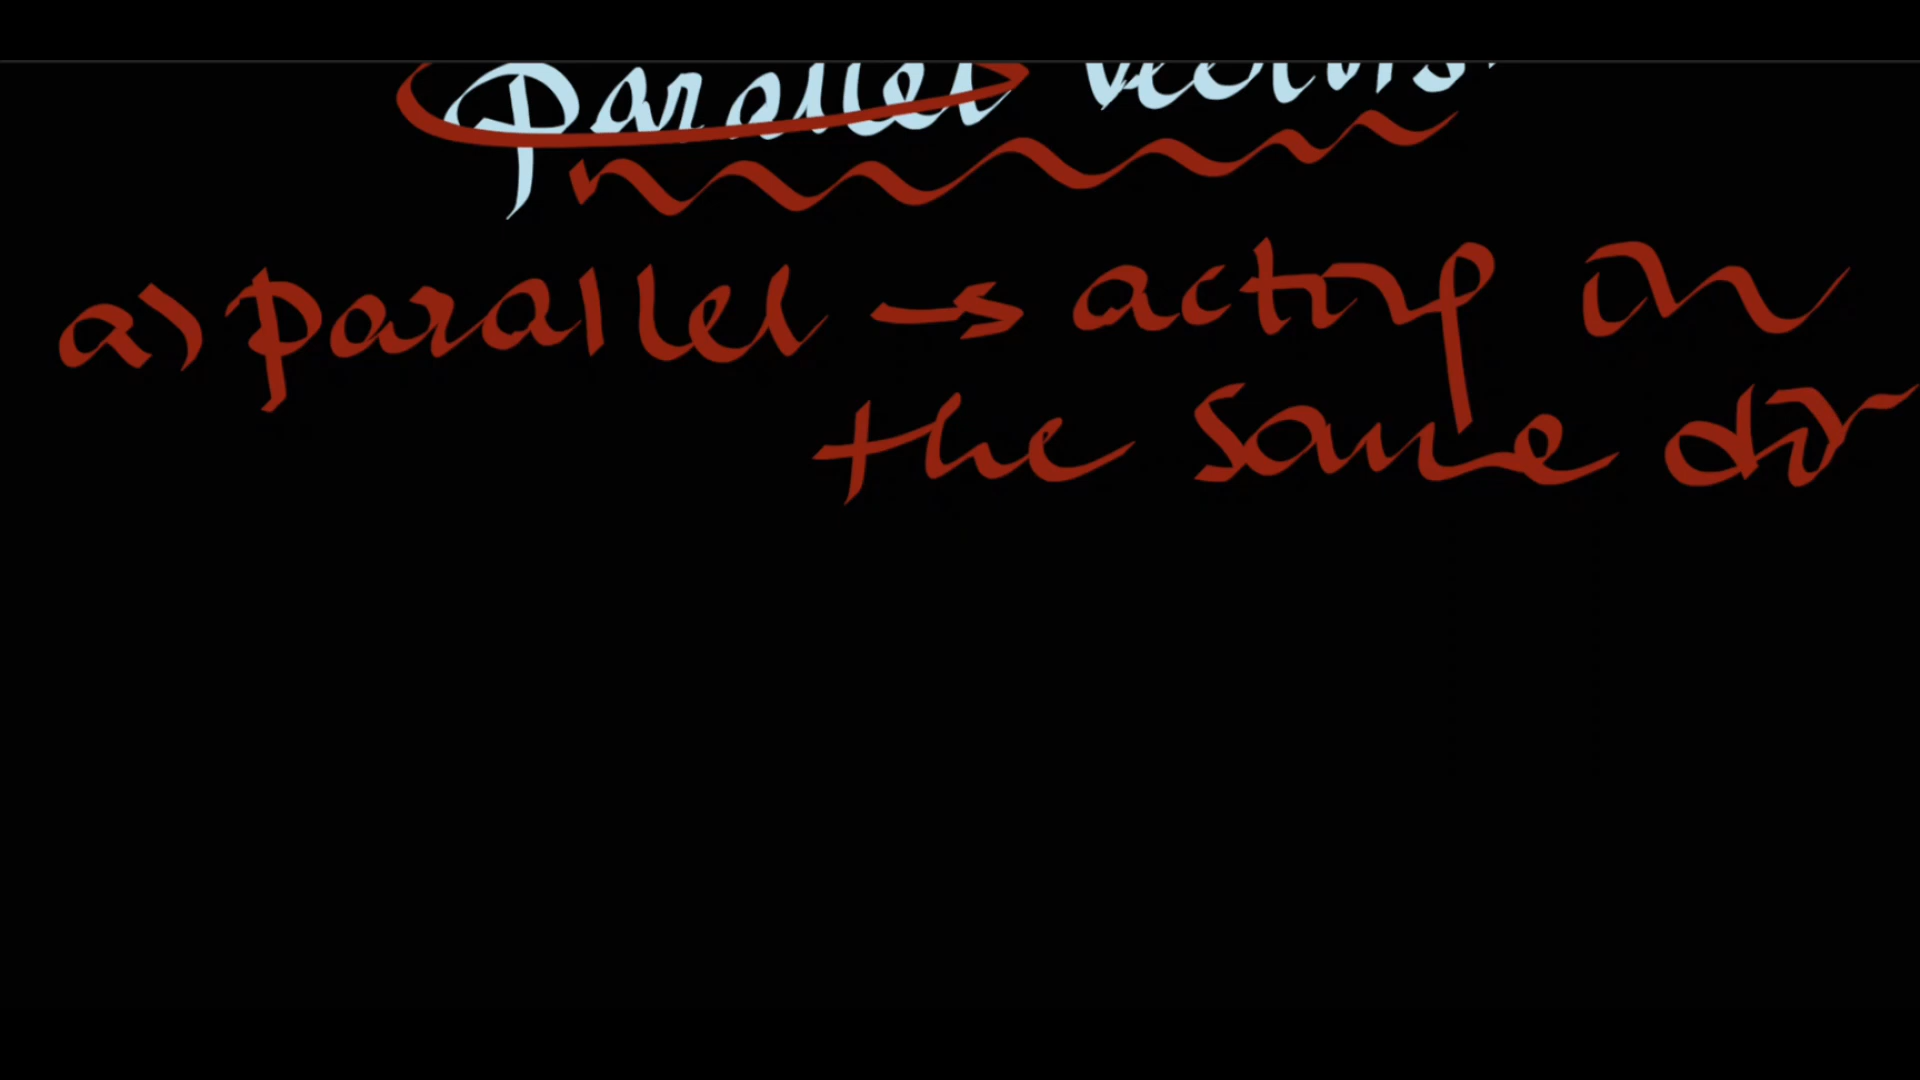 Parallel vectors.
a) parallel → acting in
the same dir